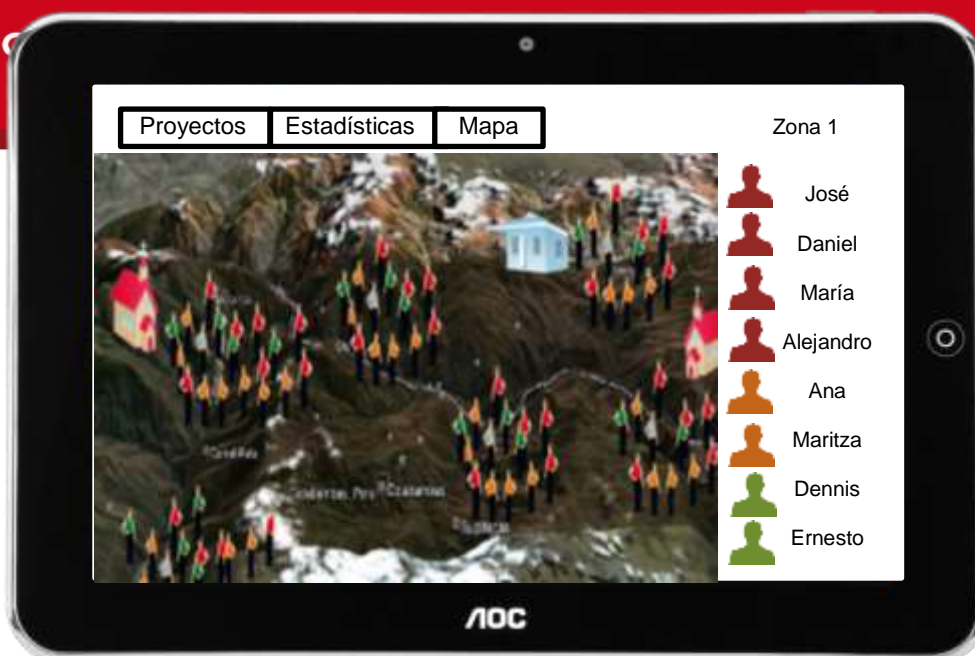 Proyectos
Estadísticas
Mapa
Zona 1
José
Daniel
María
Alejandro
Ana
Maritza
Dennis
Ernesto
AOC